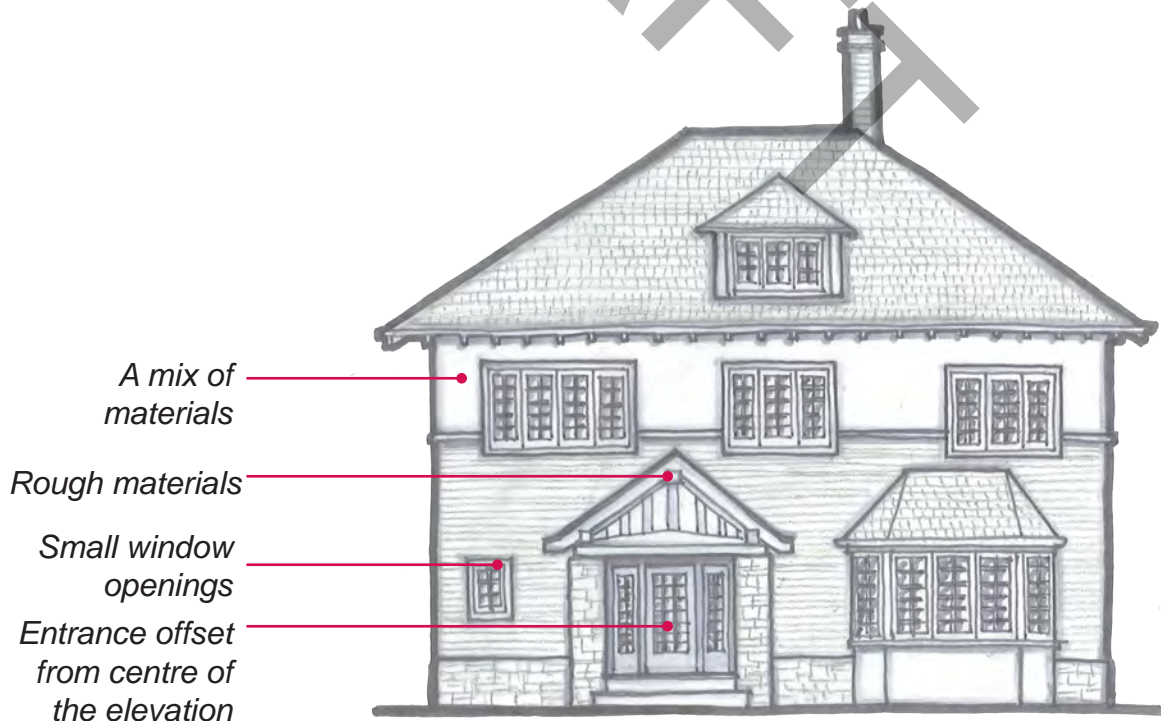 A mix of
materials
Rough materials
Small window
openings
Entrance offset
from centre of
the elevation